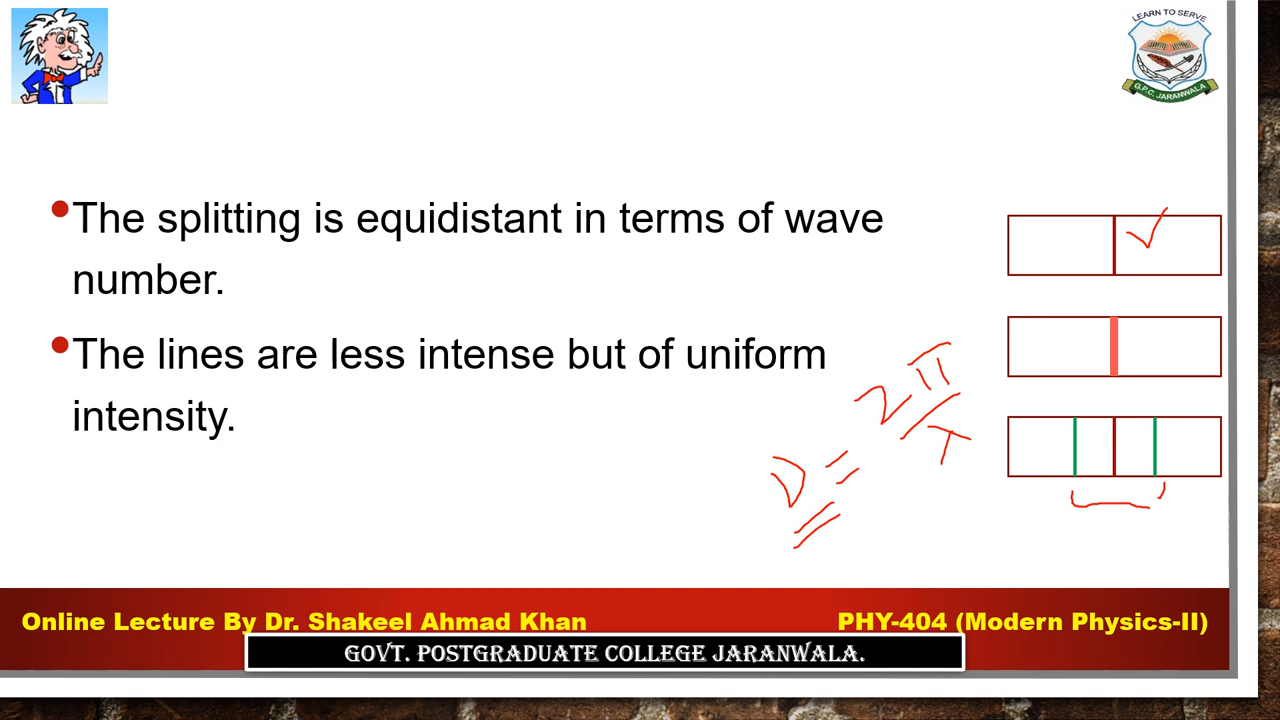 LEARN TO SERVE
G.P.C. JARANWALA
•The splitting is equidistant in terms of wave
number.
•The lines are less intense but of uniform
intensity.
ν = 2π/λ
Online Lecture By Dr. Shakeel Ahmad Khan
PHY-404 (Modern Physics-II)
GOVT. POSTGRADUATE COLLEGE JARANWALA.